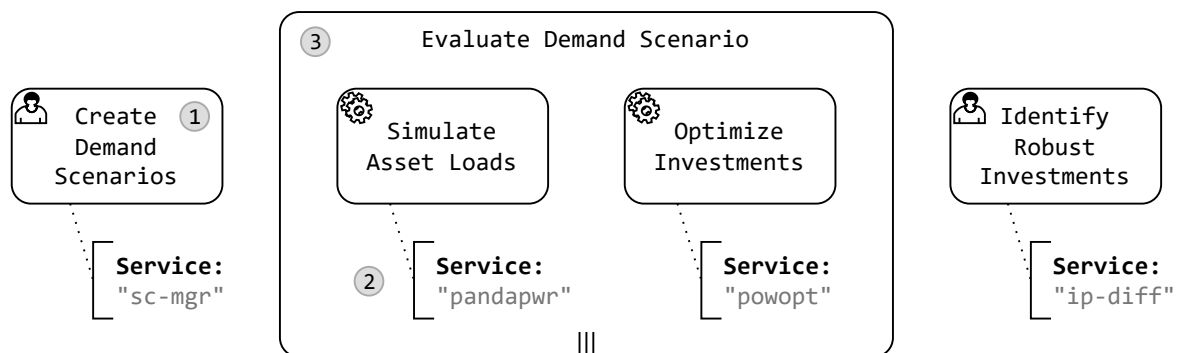 3
Evaluate Demand Scenario
Create
1
Demand
Scenarios
Simulate
Asset Loads
Optimize
Investments
Identify
Robust
Investments
Service:
"sc-mgr"
2
Service:
"pandapwr"
Service:
"powopt"
Service:
"ip-diff"